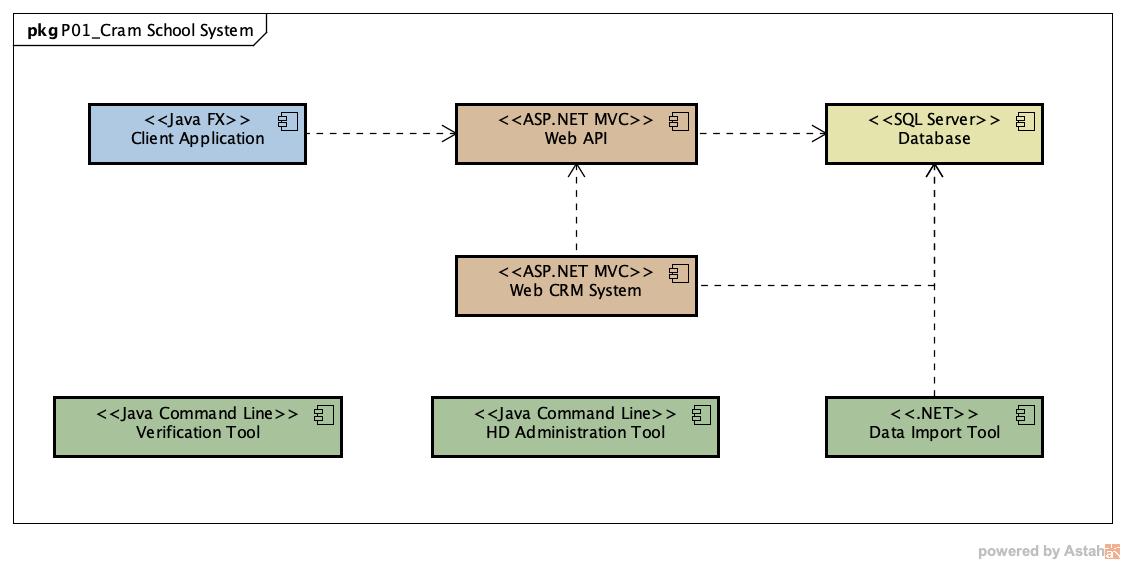 pkg P01_Cram School System
<<Java FX>>
Client Application
<<ASP.NET MVC>>
Web API
<<SQL Server>>
Database
<<ASP.NET MVC>>
Web CRM System
<<Java Command Line>>
Verification Tool
<<Java Command Line>>
HD Administration Tool
<<.NET>>
Data Import Tool
powered by Astah